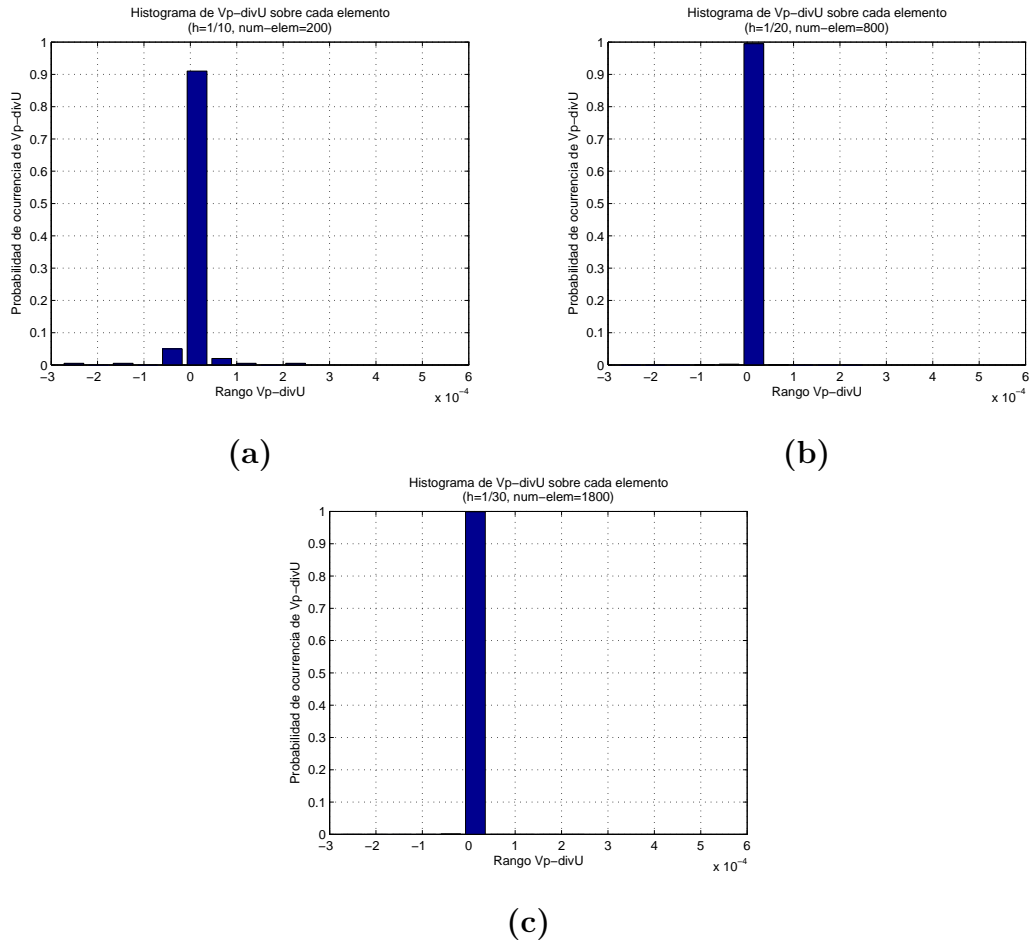 Histograma de Vp−divU sobre cada elemento
(h=1/10, num−elem=200)
1
0.9
0.8
0.7
0.6
0.5
0.4
0.3
0.2
0.1
0
Probabilidad de ocurrencia de Vp−divU
−3 −2 −1 0 1 2 3 4 5 6
Rango Vp−divU
x 10−4
(a)
Histograma de Vp−divU sobre cada elemento
(h=1/20, num−elem=800)
1
0.9
0.8
0.7
0.6
0.5
0.4
0.3
0.2
0.1
0
Probabilidad de ocurrencia de Vp−divU
−3 −2 −1 0 1 2 3 4 5 6
Rango Vp−divU
x 10−4
(b)
Histograma de Vp−divU sobre cada elemento
(h=1/30, num−elem=1800)
1
0.9
0.8
0.7
0.6
0.5
0.4
0.3
0.2
0.1
0
Probabilidad de ocurrencia de Vp−divU
−3 −2 −1 0 1 2 3 4 5 6
Rango Vp−divU
x 10−4
(c)